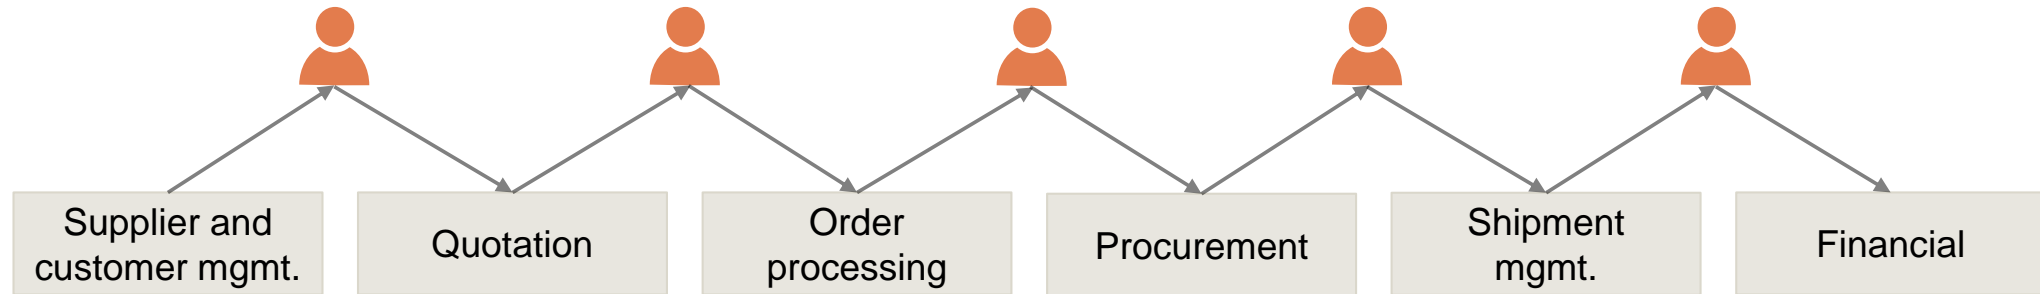 Supplier and
customer mgmt.
Quotation
Order
processing
Procurement
Shipment
mgmt.
Financial